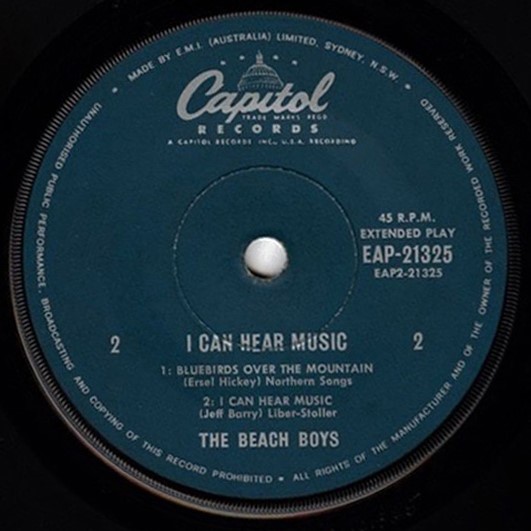 MADE BY E.M.I. (AUSTRALIA) LIMITED, SYDNEY, N.S.W.
Capitol
TRADE MARKS REGD
RECORDS
A CAPITOL RECORDS INC., U.S.A. RECORDING
45 R.P.M.
EXTENDED PLAY
EAP-21325
EAP2-21325
2
I CAN HEAR MUSIC
2
1: BLUEBIRDS OVER THE MOUNTAIN
(Ersel Hickey) Northern Songs
2: I CAN HEAR MUSIC
(Jeff Barry) Liber-Stoller
THE BEACH BOYS
UNAUTHORISED PUBLIC PERFORMANCE, BROADCASTING AND COPYING OF THIS RECORD PROHIBITED • ALL RIGHTS OF THE MANUFACTURER AND OF THE OWNER OF THE RECORDED WORK RESERVED